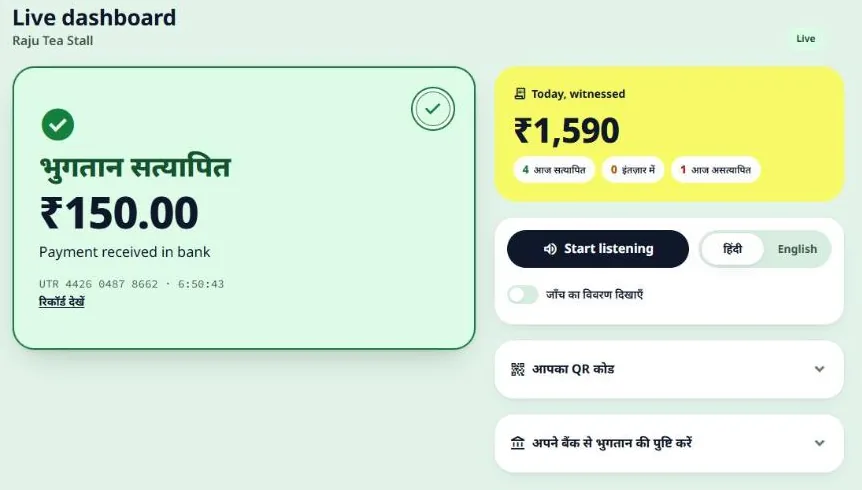 Live dashboard
Raju Tea Stall
Live
भुगतान सत्यापित
₹150.00
Payment received in bank
UTR 4426 0487 8662 · 6:50:43
रिकॉर्ड देखें
Today, witnessed
₹1,590
4 आज सत्यापित
0 इंतज़ार में
1 आज असत्यापित
Start listening
हिंदी
English
जाँच का विवरण दिखाएँ
आपका QR कोड
अपने बैंक से भुगतान की पुष्टि करें